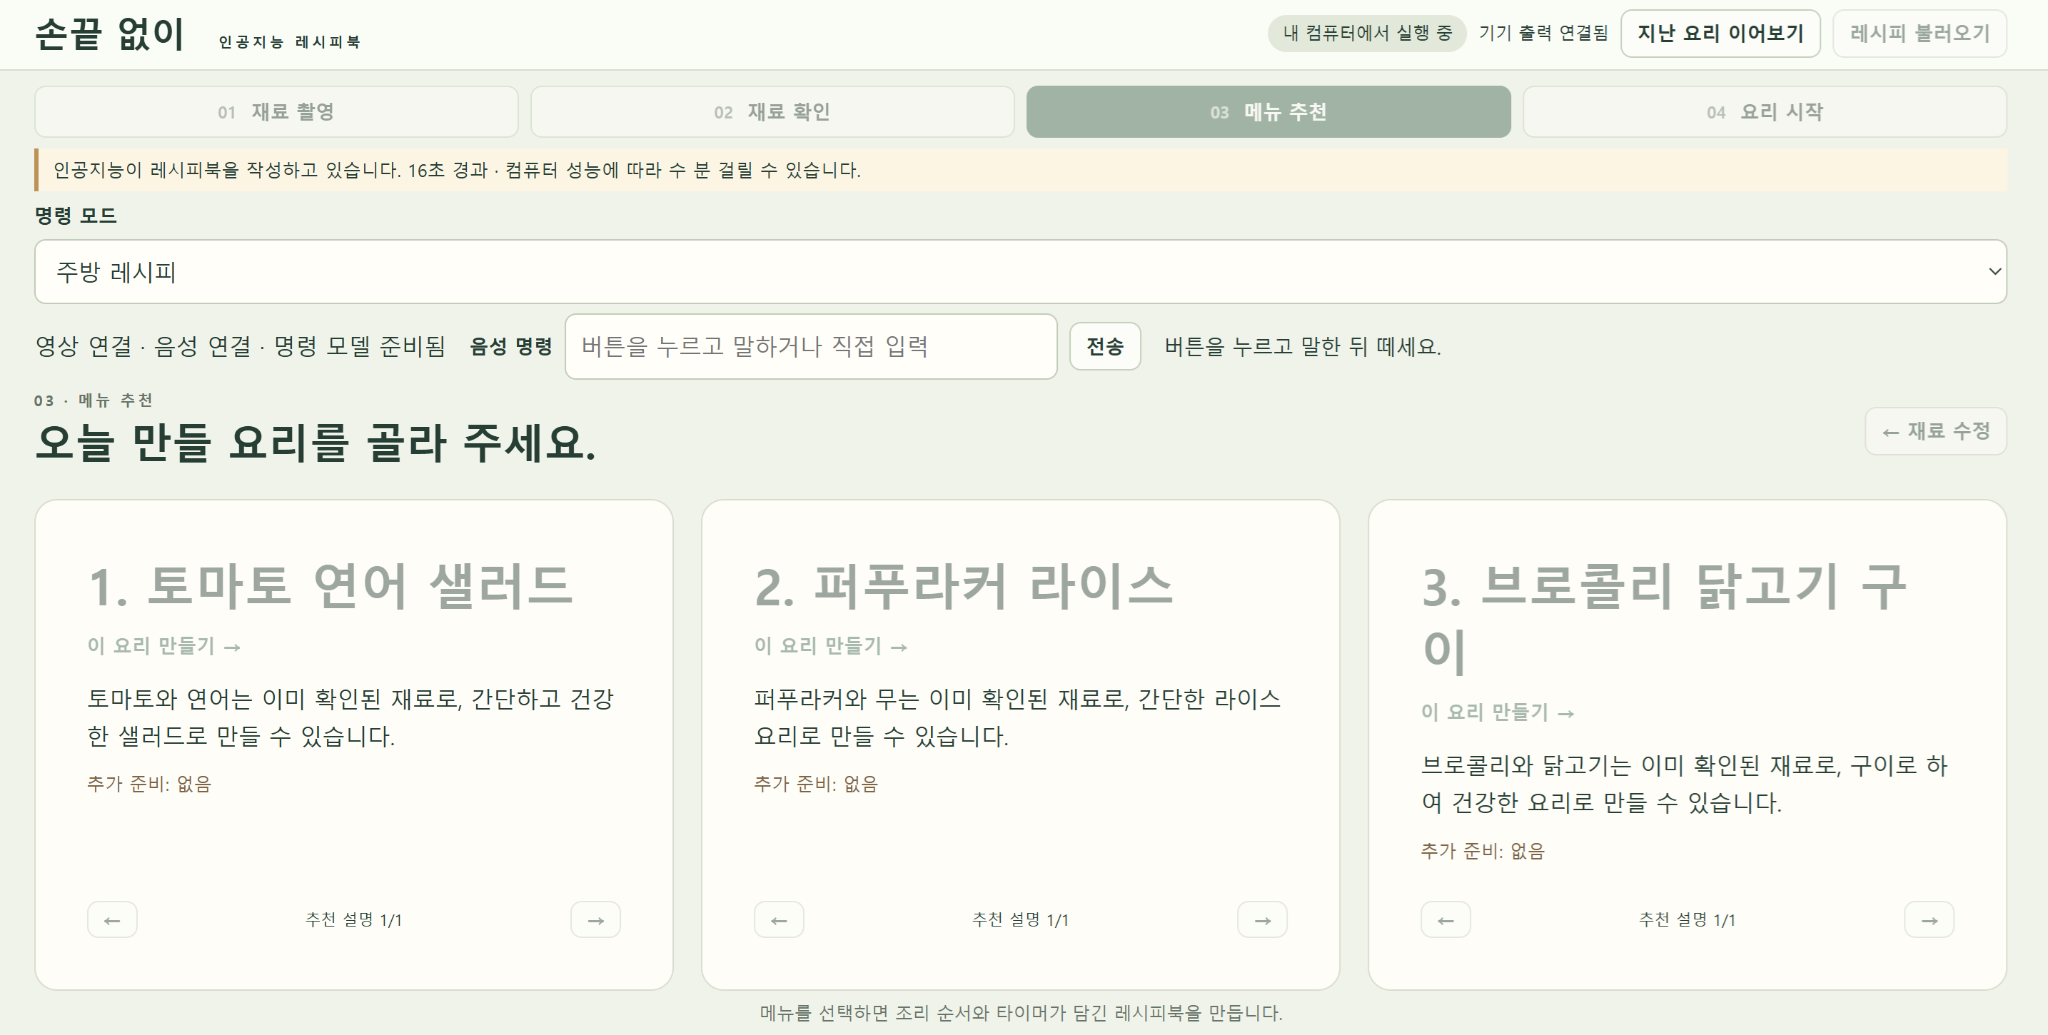 손끝 없이
인공지능 레시피북
내 컴퓨터에서 실행 중
기기 출력 연결됨
지난 요리 이어보기
레시피 불러오기
01 재료 촬영
02 재료 확인
03 메뉴 추천
04 요리 시작
인공지능이 레시피북을 작성하고 있습니다. 16초 경과 · 컴퓨터 성능에 따라 수 분 걸릴 수 있습니다.
명령 모드
주방 레시피
영상 연결 · 음성 연결 · 명령 모델 준비됨
음성 명령
버튼을 누르고 말하거나 직접 입력
전송
버튼을 누르고 말한 뒤 떼세요.
03 · 메뉴 추천
오늘 만들 요리를 골라 주세요.
← 재료 수정
1. 토마토 연어 샐러드
이 요리 만들기 →
토마토와 연어는 이미 확인된 재료로, 간단하고 건강
한 샐러드로 만들 수 있습니다.
추가 준비: 없음
← 추천 설명 1/1 →
2. 퍼푸라커 라이스
이 요리 만들기 →
퍼푸라커와 무는 이미 확인된 재료로, 간단한 라이스
요리로 만들 수 있습니다.
추가 준비: 없음
← 추천 설명 1/1 →
3. 브로콜리 닭고기 구
이
이 요리 만들기 →
브로콜리와 닭고기는 이미 확인된 재료로, 구이로 하
여 건강한 요리로 만들 수 있습니다.
추가 준비: 없음
← 추천 설명 1/1 →
메뉴를 선택하면 조리 순서와 타이머가 담긴 레시피북을 만듭니다.